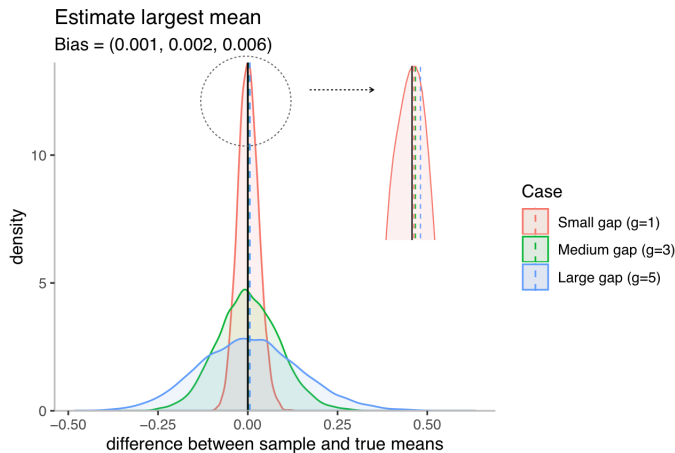 Estimate largest mean
Bias = (0.001, 0.002, 0.006)
density
10
5
0
−0.50
−0.25
0.00
0.25
0.50
difference between sample and true means
Case
Small gap (g=1)
Medium gap (g=3)
Large gap (g=5)